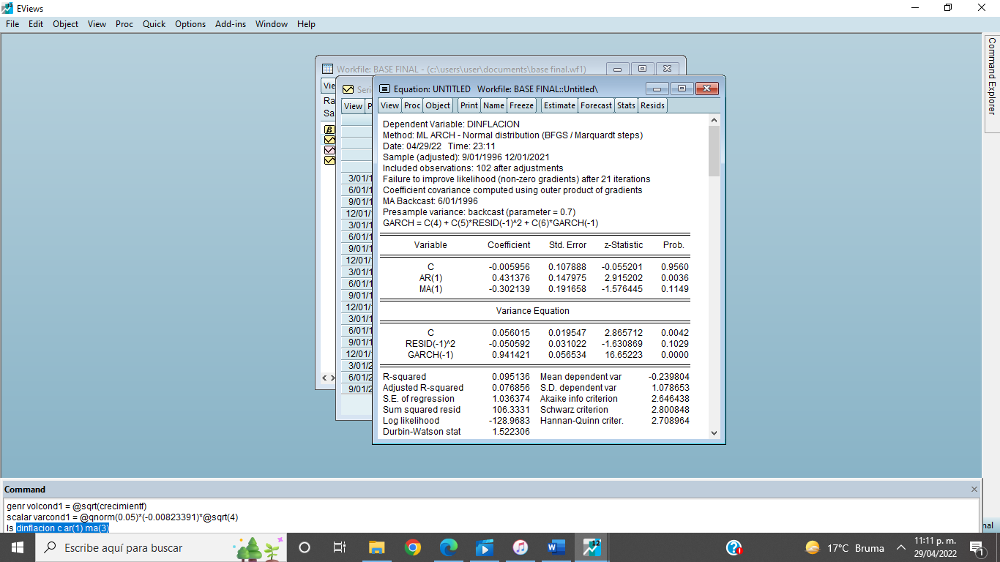 EViews
File Edit Object View Proc Quick Options Add-ins Window Help
Command Explorer
Workfile: BASE FINAL - (c:\users\user\documents\base final.wf1)
Equation: UNTITLED Workfile: BASE FINAL::Untitled\
View Proc Object Print Name Freeze Estimate Forecast Stats Resids
Vie
Ra
Sa
Seri
View P
3/01/1
6/01/1
9/01/1
12/01/
3/01/1
6/01/1
9/01/1
12/01/
3/01/1
6/01/1
9/01/1
12/01/
3/01/1
6/01/1
9/01/1
12/01/
3/01/2
6/01/2
9/01/2
Dependent Variable: DINFLACION
Method: ML ARCH - Normal distribution (BFGS / Marquardt steps)
Date: 04/29/22 Time: 23:11
Sample (adjusted): 9/01/1996 12/01/2021
Included observations: 102 after adjustments
Failure to improve likelihood (non-zero gradients) after 21 iterations
Coefficient covariance computed using outer product of gradients
MA Backcast: 6/01/1996
Presample variance: backcast (parameter = 0.7)
GARCH = C(4) + C(5)*RESID(-1)^2 + C(6)*GARCH(-1)
Variable Coefficient Std. Error z-Statistic Prob.
C -0.005956 0.107888 -0.055201 0.9560
AR(1) 0.431376 0.147975 2.915202 0.0036
MA(1) -0.302139 0.191658 -1.576445 0.1149
Variance Equation
C 0.056015 0.019547 2.865712 0.0042
RESID(-1)^2 -0.050592 0.031022 -1.630869 0.1029
GARCH(-1) 0.941421 0.056534 16.65223 0.0000
R-squared 0.095136 Mean dependent var -0.239804
Adjusted R-squared 0.076856 S.D. dependent var 1.078653
S.E. of regression 1.036374 Akaike info criterion 2.646438
Sum squared resid 106.3331 Schwarz criterion 2.800848
Log likelihood -128.9683 Hannan-Quinn criter. 2.708964
Durbin-Watson stat 1.522306
Command
genr volcond1 = @sqrt(crecimientf)
scalar varcond1 = @qnorm(0.05)*(-0.00823391)*@sqrt(4)
ls dinflacion c ar(1) ma(3)
nal
Escribe aquí para buscar
17°C Bruma
11:11 p. m.
29/04/2022
1